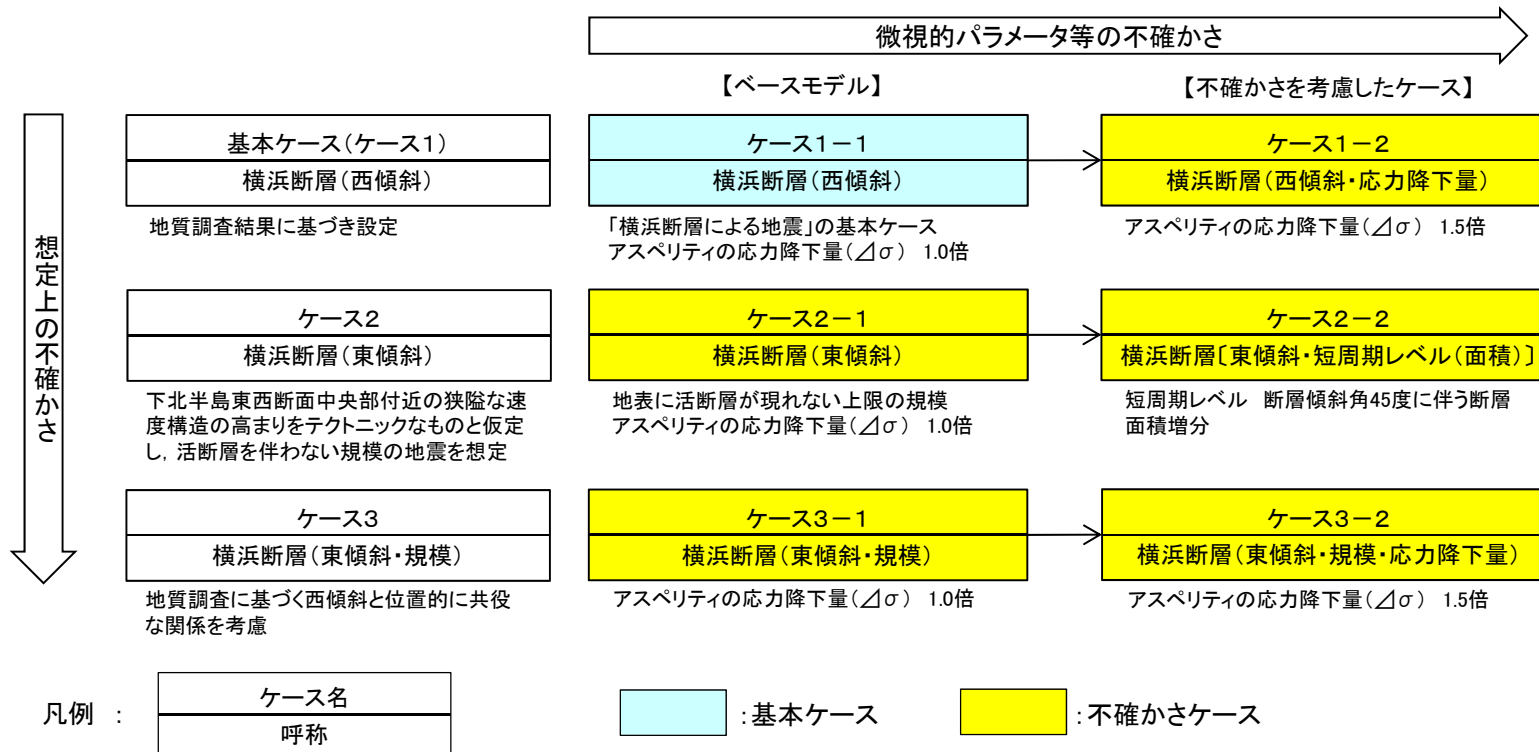 微視的パラメータ等の不確かさ
【ベースモデル】
【不確かさを考慮したケース】
想定上の不確かさ
基本ケース(ケース1)
横浜断層(西傾斜)
地質調査結果に基づき設定
ケース1-1
横浜断層(西傾斜)
「横浜断層による地震」の基本ケース
アスペリティの応力降下量(⊿σ) 1.0倍
ケース1-2
横浜断層(西傾斜・応力降下量)
アスペリティの応力降下量(⊿σ) 1.5倍
ケース2
横浜断層(東傾斜)
下北半島東西断面中央部付近の狭隘な速
度構造の高まりをテクトニックなものと仮定
し,活断層を伴わない規模の地震を想定
ケース2-1
横浜断層(東傾斜)
地表に活断層が現れない上限の規模
アスペリティの応力降下量(⊿σ) 1.0倍
ケース2-2
横浜断層〔東傾斜・短周期レベル(面積)〕
短周期レベル 断層傾斜角45度に伴う断層
面積増分
ケース3
横浜断層(東傾斜・規模)
地質調査に基づく西傾斜と位置的に共役
な関係を考慮
ケース3-1
横浜断層(東傾斜・規模)
アスペリティの応力降下量(⊿σ) 1.0倍
ケース3-2
横浜断層(東傾斜・規模・応力降下量)
アスペリティの応力降下量(⊿σ) 1.5倍
凡例 :
ケース名
呼称
:基本ケース
:不確かさケース